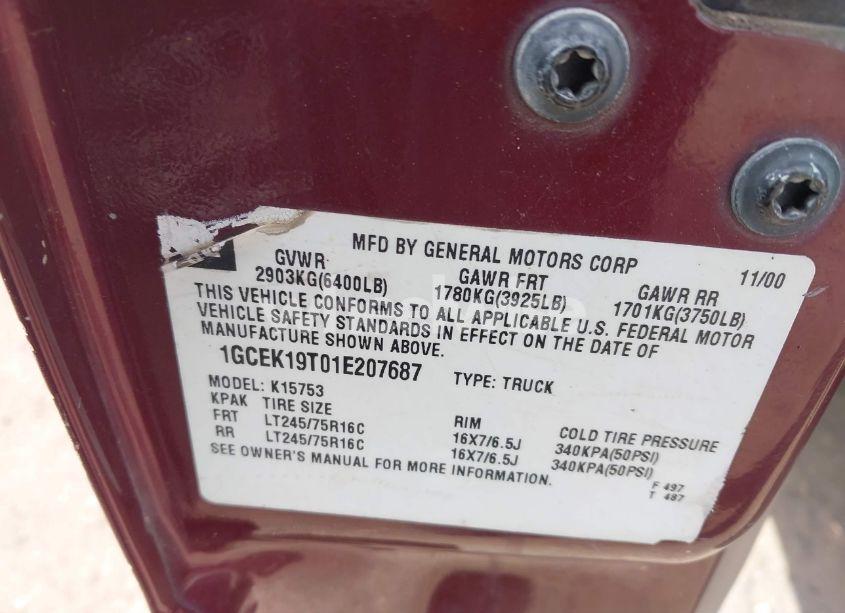 MFD BY GENERAL MOTORS CORP 11/00
GVWR GAWR FRT GAWR RR
2903KG(6400LB) 1780KG(3925LB) 1701KG(3750LB)
THIS VEHICLE CONFORMS TO ALL APPLICABLE U.S. FEDERAL MOTOR
VEHICLE SAFETY STANDARDS IN EFFECT ON THE DATE OF
MANUFACTURE SHOWN ABOVE.
1GCEK19T01E207687 TYPE: TRUCK
MODEL: K15753
KPAK TIRE SIZE RIM COLD TIRE PRESSURE
FRT LT245/75R16C 16X7/6.5J 340KPA(50PSI)
RR LT245/75R16C 16X7/6.5J 340KPA(50PSI)
SEE OWNER'S MANUAL FOR MORE INFORMATION.
F 497
T 487